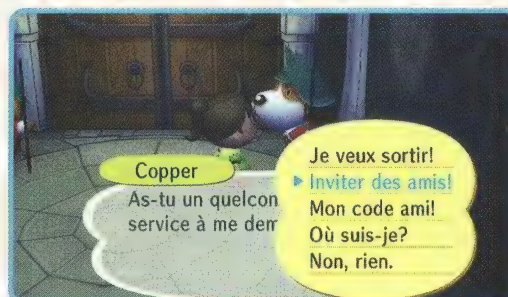 Copper
As-tu un quelcon
service à me dem
Je veux sortir!
Inviter des amis!
Mon code ami!
Où suis-je?
Non, rien.